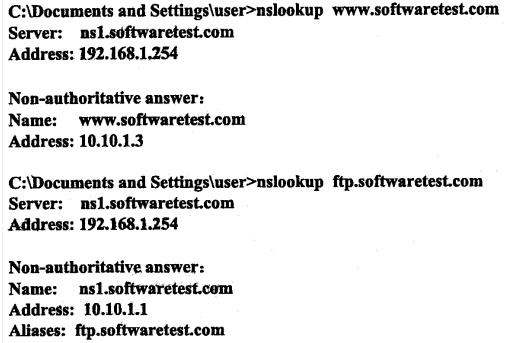 C:\Documents and Settings\user>nslookup www.softwaretest.com
Server: ns1.softwaretest.com
Address: 192.168.1.254
Non-authoritative answer:
Name: www.softwaretest.com
Address: 10.10.1.3
C:\Documents and Settings\user>nslookup ftp.softwaretest.com
Server: ns1.softwaretest.com
Address: 192.168.1.254
Non-authoritative answer:
Name: ns1.softwaretest.com
Address: 10.10.1.1
Aliases: ftp.softwaretest.com